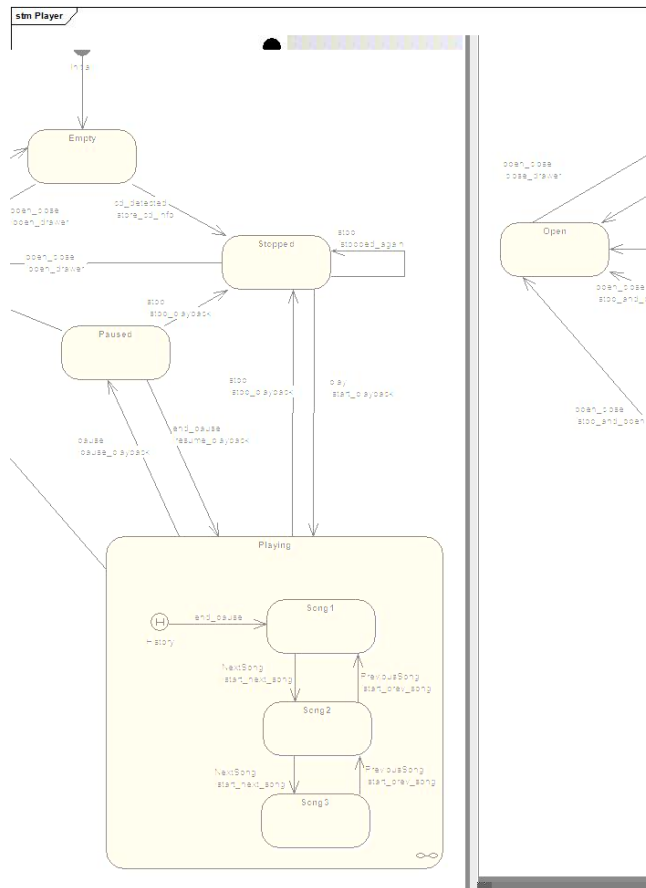 stm Player
Initial
Empty
open_close
open_drawer
cd_detected
store_cd_info
Stopped
stop
stopped_again
open_close
open_drawer
stop
stop_playback
Paused
stop
stop_playback
play
start_playback
end_pause
resume_playback
pause
pause_playback
Playing
end_pause
History
Song1
NextSong
start_next_song
PreviousSong
start_prev_song
Song2
NextSong
start_next_song
PreviousSong
start_prev_song
Song3
open_close
close_drawer
Open
open_close
open_close
stop_and_open